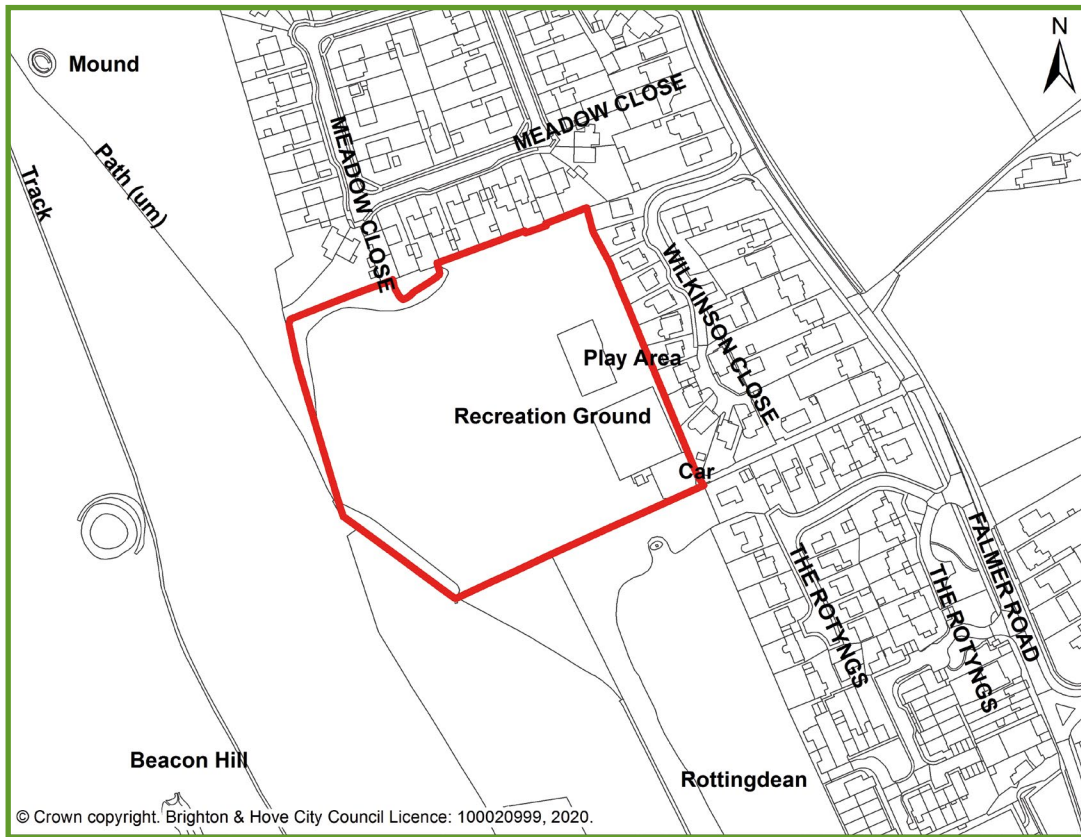 N
Mound
MEADOW CLOSE
MEADOW CLOSE
Path (um)
Track
WILKINSON CLOSE
Play Area
Recreation Ground
Car
THE ROTYNGS
THE ROTYNGS
FALMER ROAD
Beacon Hill
Rottingdean
© Crown copyright. Brighton & Hove City Council Licence: 100020999, 2020.